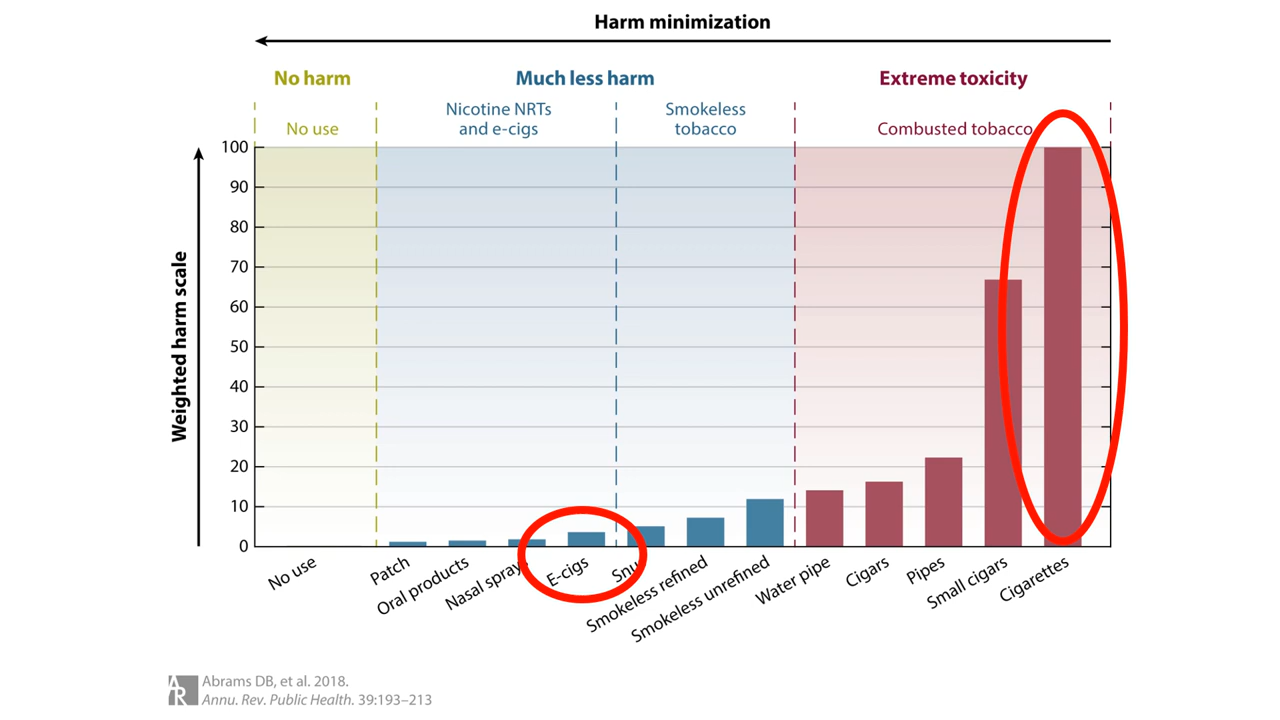 Harm minimization
No harm
Much less harm
Extreme toxicity
No use
Nicotine NRTs
and e-cigs
Smokeless
tobacco
Combusted tobacco
Weighted harm scale
100
90
80
70
60
50
40
30
20
10
0
No use
Patch
Oral products
Nasal spray
E-cigs
Snu
Smokeless refined
Smokeless unrefined
Water pipe
Cigars
Pipes
Small cigars
Cigarettes
AR Abrams DB, et al. 2018.
Annu. Rev. Public Health. 39:193–213